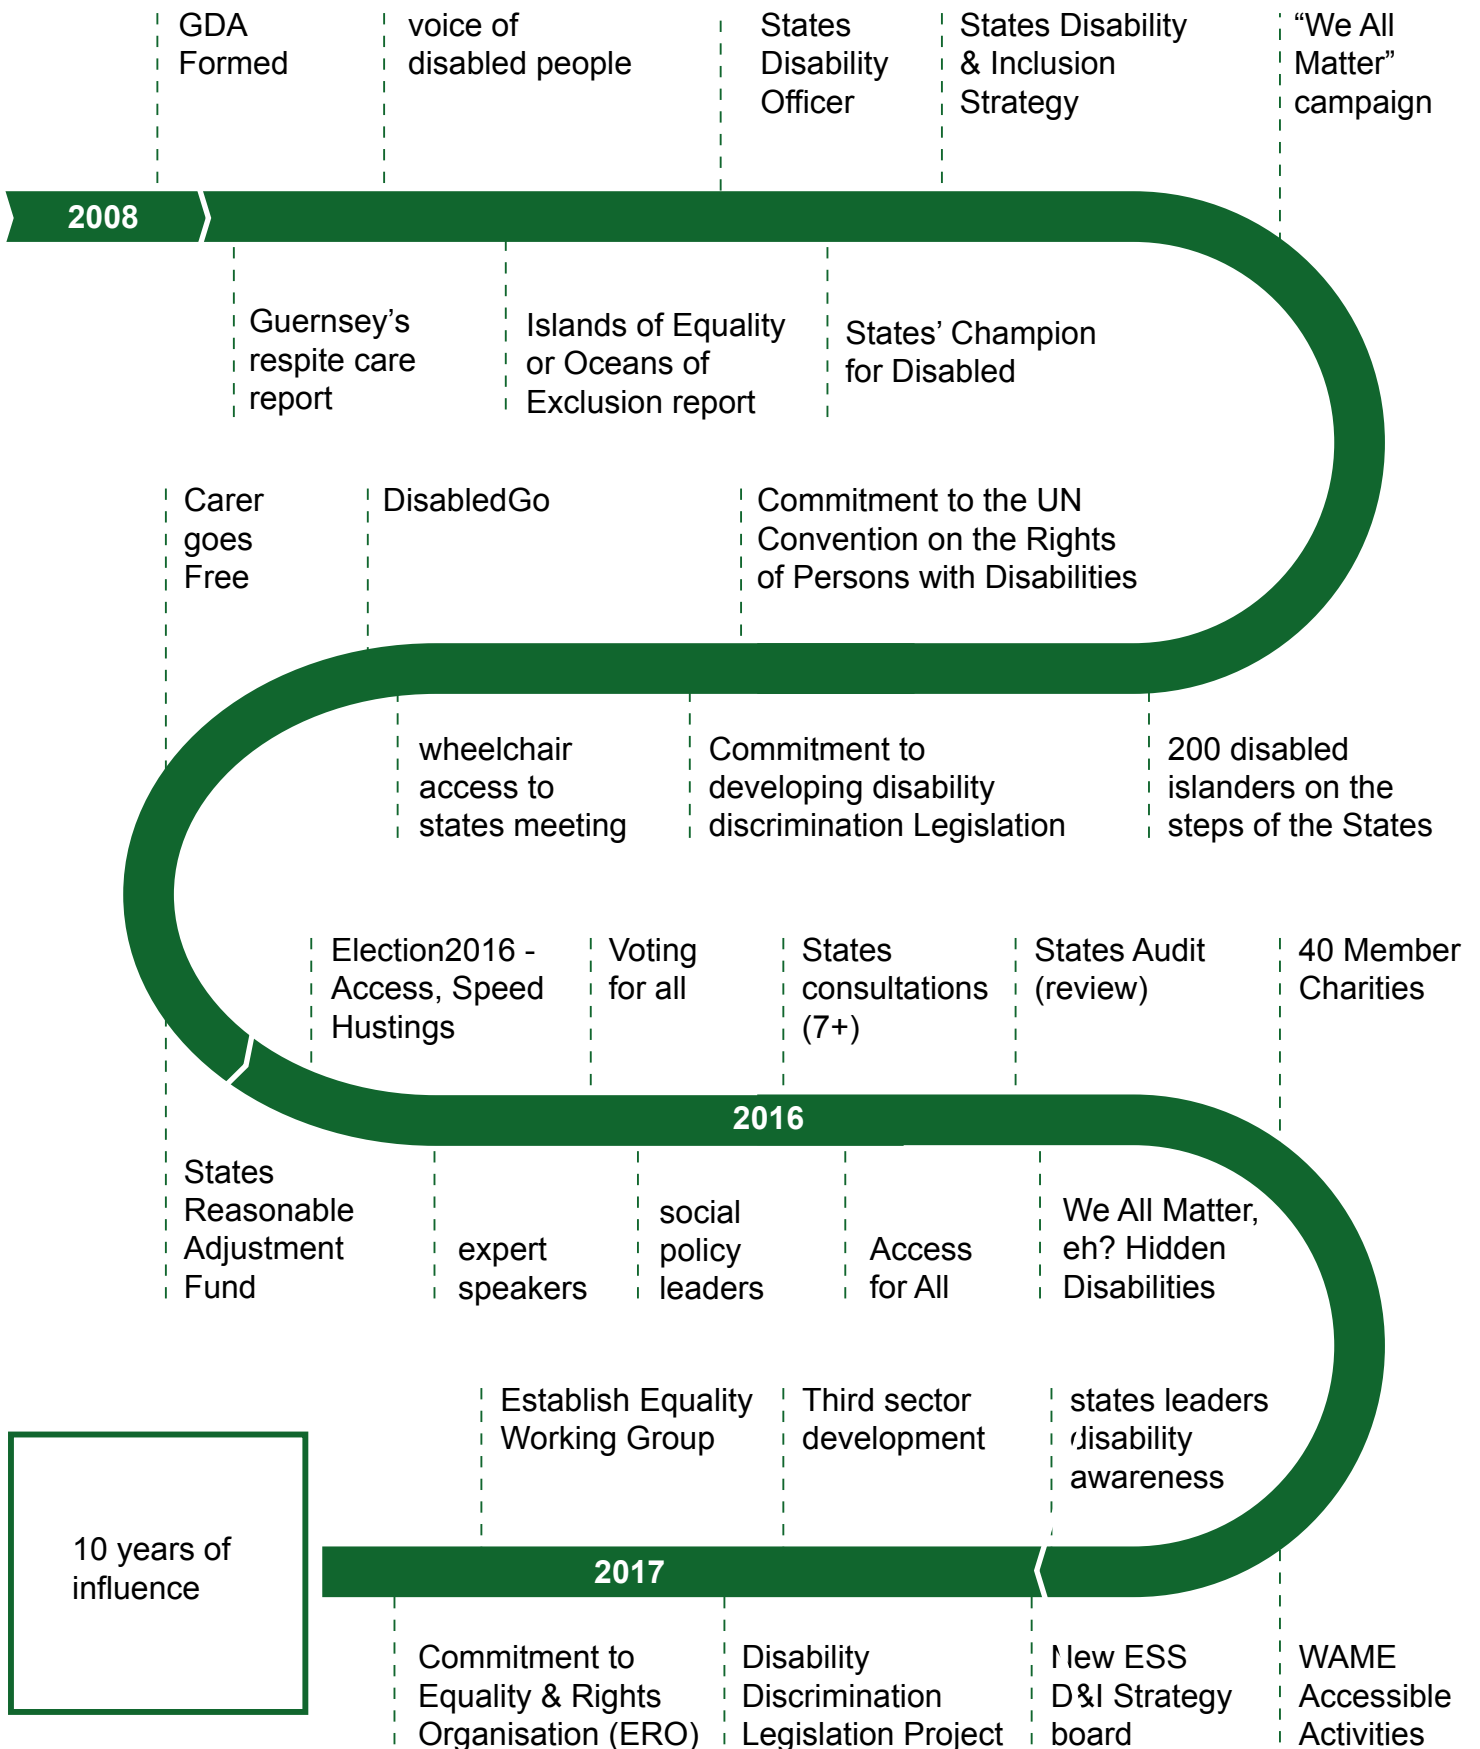 GDA
Formed
voice of
disabled people
States
Disability
Officer
States Disability
& Inclusion
Strategy
“We All
Matter”
campaign
2008
Guernsey’s
respite care
report
Islands of Equality
or Oceans of
Exclusion report
States’ Champion
for Disabled
Carer
goes
Free
DisabledGo
Commitment to the UN
Convention on the Rights
of Persons with Disabilities
wheelchair
access to
states meeting
Commitment to
developing disability
discrimination Legislation
200 disabled
islanders on the
steps of the States
Election2016 -
Access, Speed
Hustings
Voting
for all
States
consultations
(7+)
States Audit
(review)
40 Member
Charities
2016
States
Reasonable
Adjustment
Fund
expert
speakers
social
policy
leaders
Access
for All
We All Matter,
eh? Hidden
Disabilities
Establish Equality
Working Group
Third sector
development
states leaders
disability
awareness
10 years of
influence
2017
Commitment to
Equality & Rights
Organisation (ERO)
Disability
Discrimination
Legislation Project
New ESS
D&I Strategy
board
WAME
Accessible
Activities